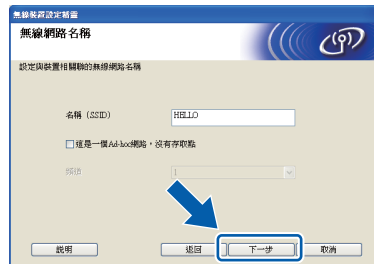 無線裝置設定精靈
無線網路名稱
設定與裝置相關聯的無線網路名稱
名稱 (SSID) HELLO
這是一個Ad-hoc網路，沒有存取點
頻道 1
說明 退回 下一步 取消